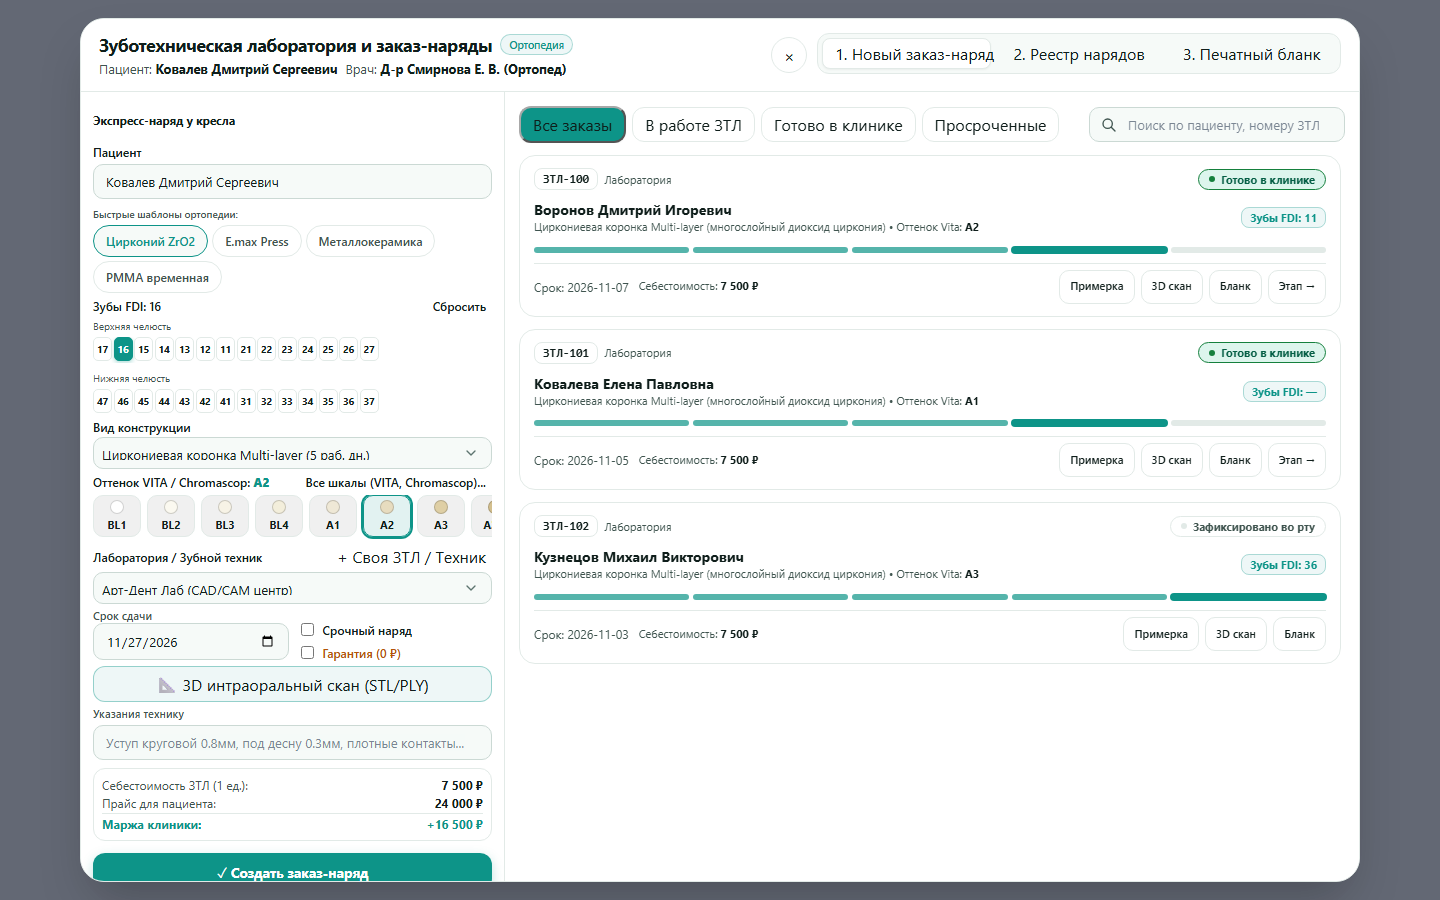 Зуботехническая лаборатория и заказ-наряды Ортопедия
Пациент: Ковалев Дмитрий Сергеевич Врач: Д-р Смирнова Е. В. (Ортопед)
× 1. Новый заказ-наряд 2. Реестр нарядов 3. Печатный бланк
Экспресс-наряд у кресла
Пациент
Ковалев Дмитрий Сергеевич
Быстрые шаблоны ортопедии:
Цирконий ZrO2 E.max Press Металлокерамика
PMMA временная
Зубы FDI: 16 Сбросить
Верхняя челюсть
17 16 15 14 13 12 11 21 22 23 24 25 26 27
Нижняя челюсть
47 46 45 44 43 42 41 31 32 33 34 35 36 37
Вид конструкции
Циркониевая коронка Multi-layer (5 раб. дн.)
Оттенок VITA / Chromascop: A2 Все шкалы (VITA, Chromascop)...
BL1 BL2 BL3 BL4 A1 A2 A3
Лаборатория / Зубной техник + Своя ЗТЛ / Техник
Арт-Дент Лаб (CAD/CAM центр)
Срок сдачи
11/27/2026
Срочный наряд
Гарантия (0 ₽)
📐 3D интраоральный скан (STL/PLY)
Указания технику
Уступ круговой 0.8мм, под десну 0.3мм, плотные контакты...
Себестоимость ЗТЛ (1 ед.): 7 500 ₽
Прайс для пациента: 24 000 ₽
Маржа клиники: +16 500 ₽
✓ Создать заказ-наряд
Все заказы В работе ЗТЛ Готово в клинике Просроченные Поиск по пациенту, номеру ЗТЛ
ЗТЛ-100 Лаборатория Готово в клинике
Воронов Дмитрий Игоревич
Циркониевая коронка Multi-layer (многослойный диоксид циркония) • Оттенок Vita: A2
Зубы FDI: 11
Срок: 2026-11-07 Себестоимость: 7 500 ₽ Примерка 3D скан Бланк Этап →
ЗТЛ-101 Лаборатория Готово в клинике
Ковалева Елена Павловна
Циркониевая коронка Multi-layer (многослойный диоксид циркония) • Оттенок Vita: A1
Зубы FDI: —
Срок: 2026-11-05 Себестоимость: 7 500 ₽ Примерка 3D скан Бланк Этап →
ЗТЛ-102 Лаборатория Зафиксировано во рту
Кузнецов Михаил Викторович
Циркониевая коронка Multi-layer (многослойный диоксид циркония) • Оттенок Vita: A3
Зубы FDI: 36
Срок: 2026-11-03 Себестоимость: 7 500 ₽ Примерка 3D скан Бланк